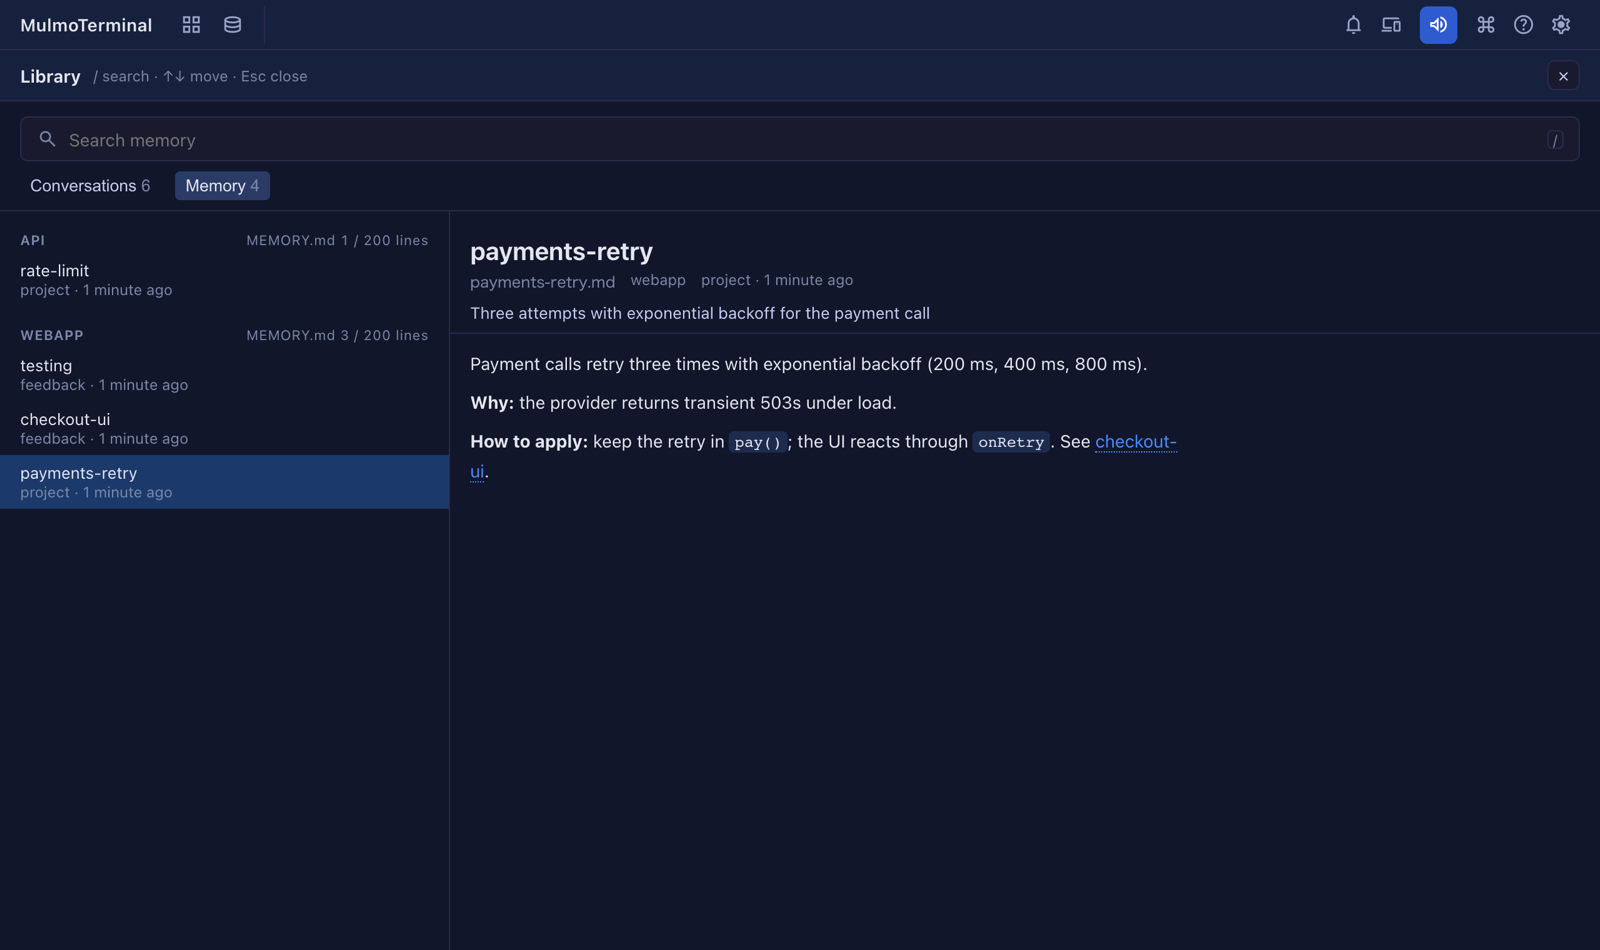 MulmoTerminal
Library / search · ↑↓ move · Esc close
Search memory /
Conversations 6 Memory 4
API MEMORY.md 1 / 200 lines
rate-limit
project · 1 minute ago
WEBAPP MEMORY.md 3 / 200 lines
testing
feedback · 1 minute ago
checkout-ui
feedback · 1 minute ago
payments-retry
project · 1 minute ago
payments-retry
payments-retry.md webapp project · 1 minute ago
Three attempts with exponential backoff for the payment call
Payment calls retry three times with exponential backoff (200 ms, 400 ms, 800 ms).
Why: the provider returns transient 503s under load.
How to apply: keep the retry in pay(); the UI reacts through onRetry. See checkout-
ui.